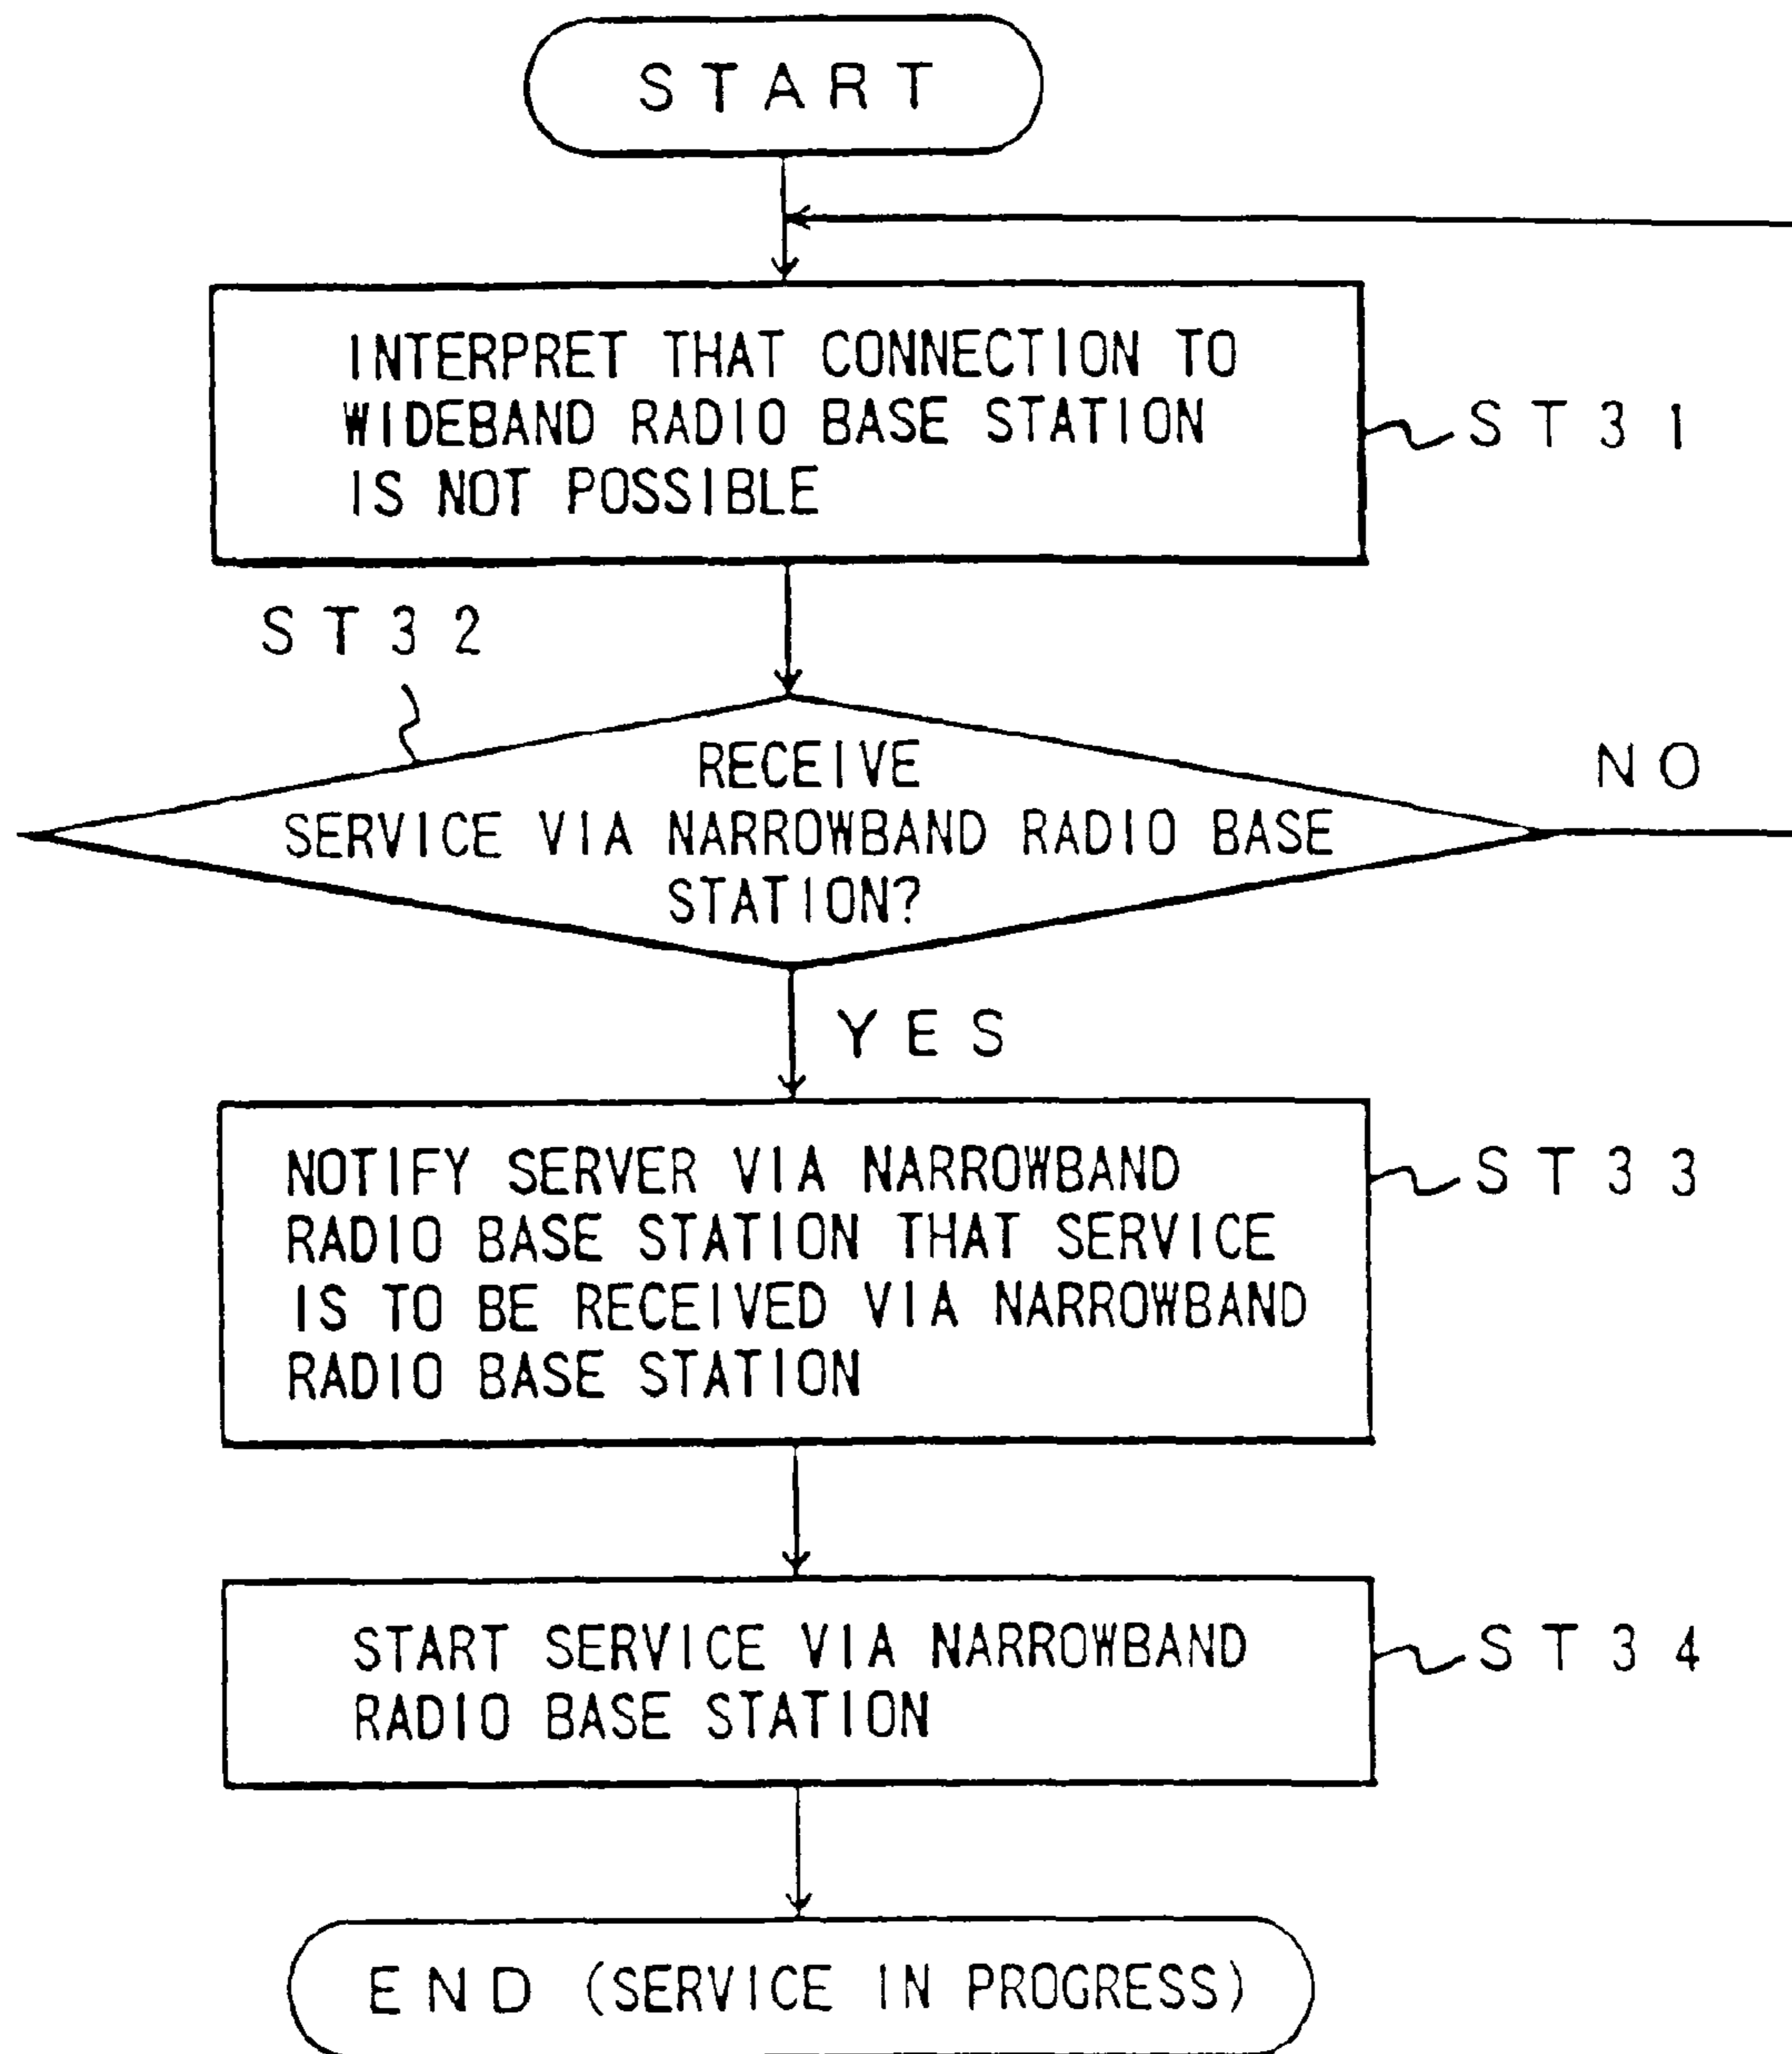 START
INTERPRET THAT CONNECTION TO
WIDEBAND RADIO BASE STATION
IS NOT POSSIBLE
ST31
ST32
RECEIVE
SERVICE VIA NARROWBAND RADIO BASE
STATION?
NO
YES
NOTIFY SERVER VIA NARROWBAND
RADIO BASE STATION THAT SERVICE
IS TO BE RECEIVED VIA NARROWBAND
RADIO BASE STATION
ST33
START SERVICE VIA NARROWBAND
RADIO BASE STATION
ST34
END (SERVICE IN PROGRESS)